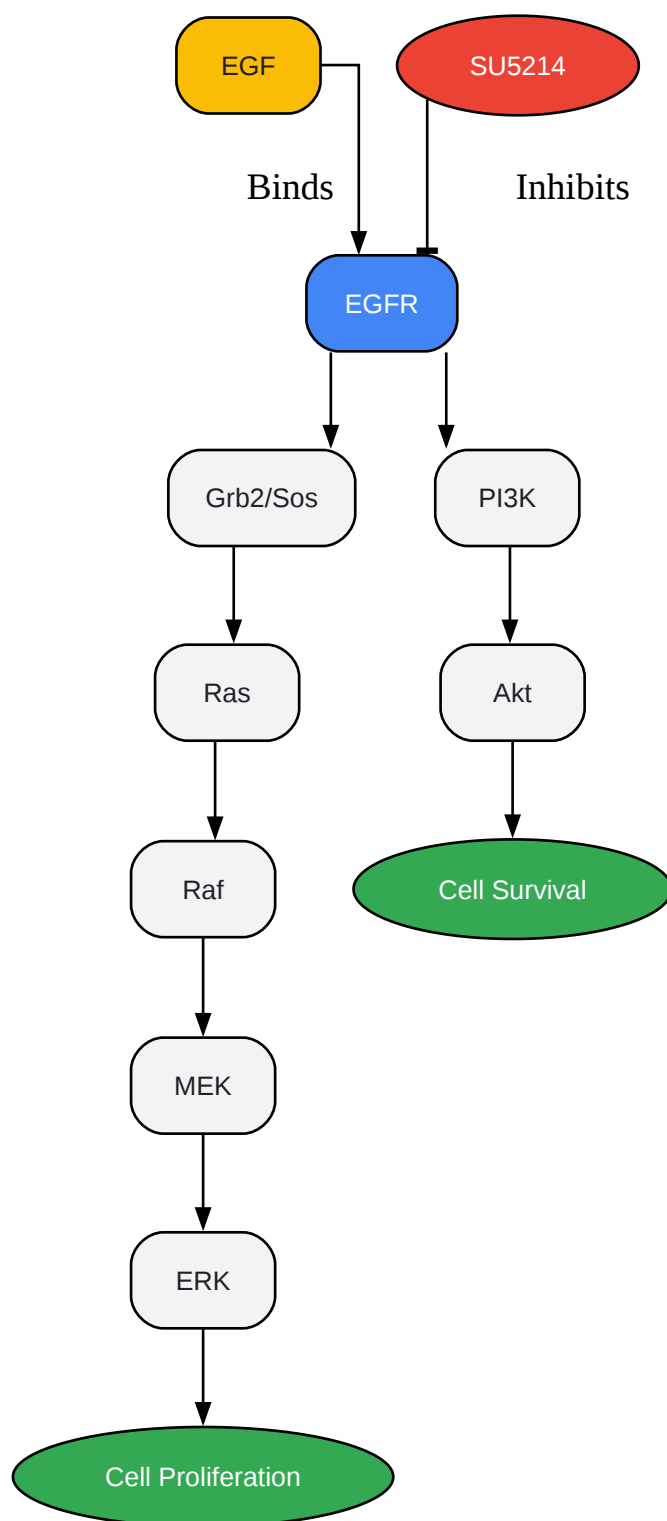 EGF
SU5214
Binds
Inhibits
EGFR
Grb2/Sos
PI3K
Ras
Akt
Raf
Cell Survival
MEK
ERK
Cell Proliferation